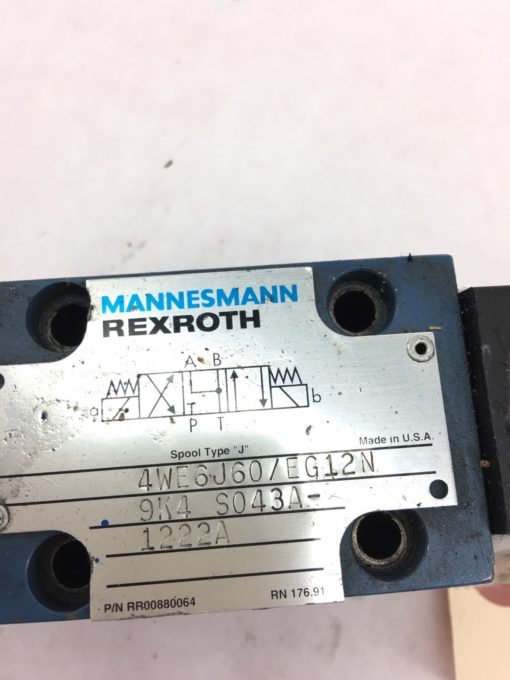 MANNESMANN
REXROTH
A B
a b
P T
Spool Type "J"
Made in U.S.A.
4WE6J60/EG12N
9K4 S043A-
1222A
P/N RR00880064
RN 176.91